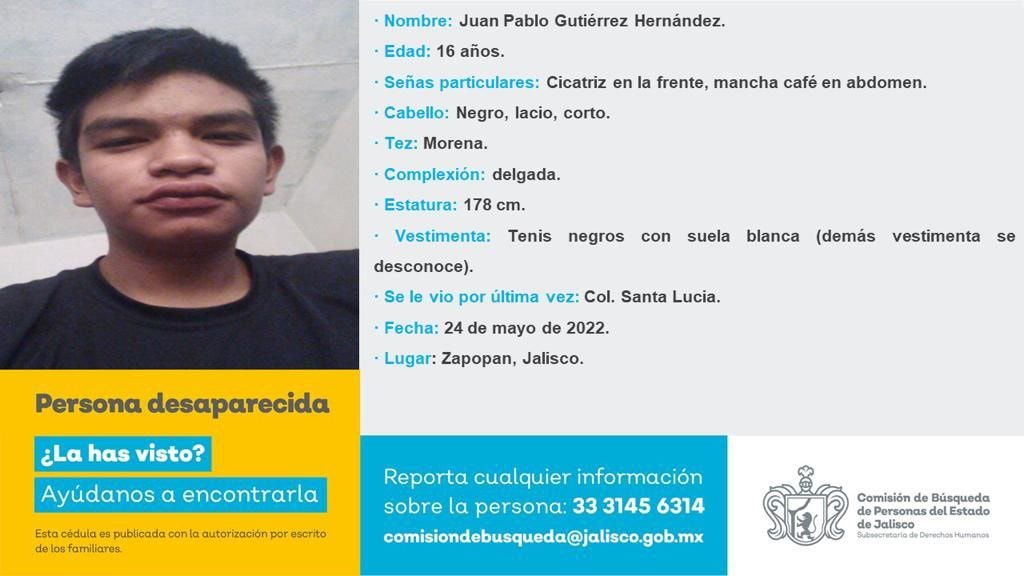 · Nombre: Juan Pablo Gutiérrez Hernández.
· Edad: 16 años.
· Señas particulares: Cicatriz en la frente, mancha café en abdomen.
· Cabello: Negro, lacio, corto.
· Tez: Morena.
· Complexión: delgada.
· Estatura: 178 cm.
· Vestimenta: Tenis negros con suela blanca (demás vestimenta se
desconoce).
· Se le vio por última vez: Col. Santa Lucia.
· Fecha: 24 de mayo de 2022.
· Lugar: Zapopan, Jalisco.
Persona desaparecida
¿La has visto?
Ayúdanos a encontrarla
Esta cédula es publicada con la autorización por escrito
de los familiares.
Reporta cualquier información
sobre la persona: 33 3145 6314
comisiondebusqueda@jalisco.gob.mx
Comisión de Búsqueda
de Personas del Estado
de Jalisco
Subsecretaría de Derechos Humanos